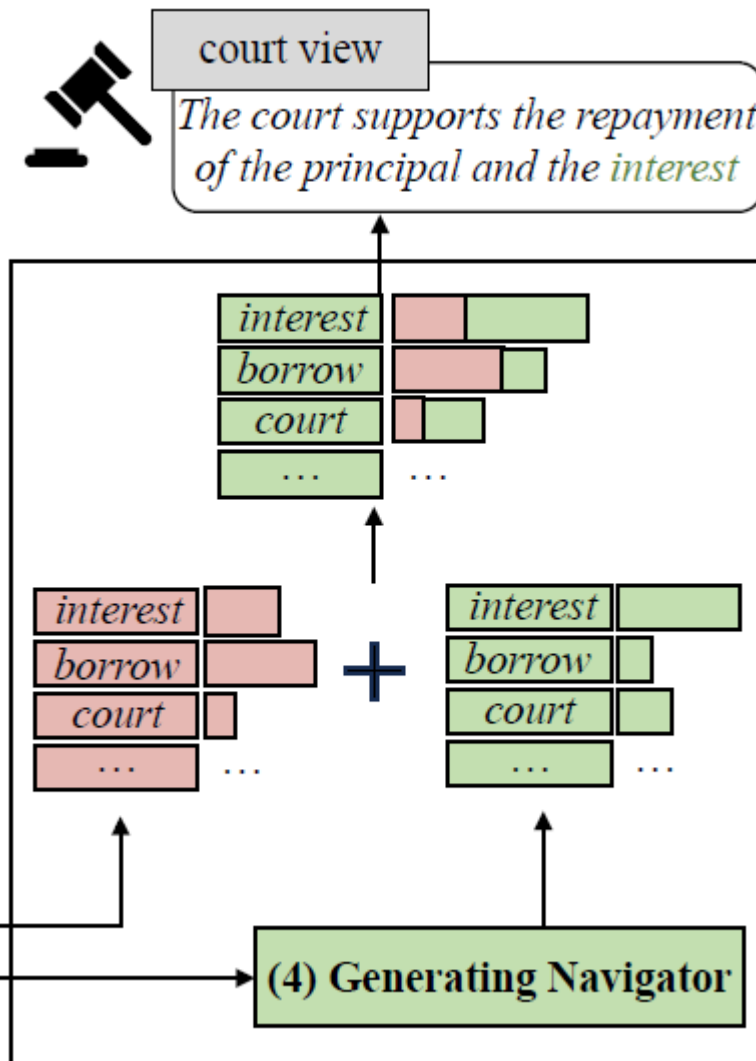 court view
The court supports the repayment
of the principal and the interest
interest
borrow
court
... ...
interest
borrow
court
... ...
+
interest
borrow
court
... ...
(4) Generating Navigator